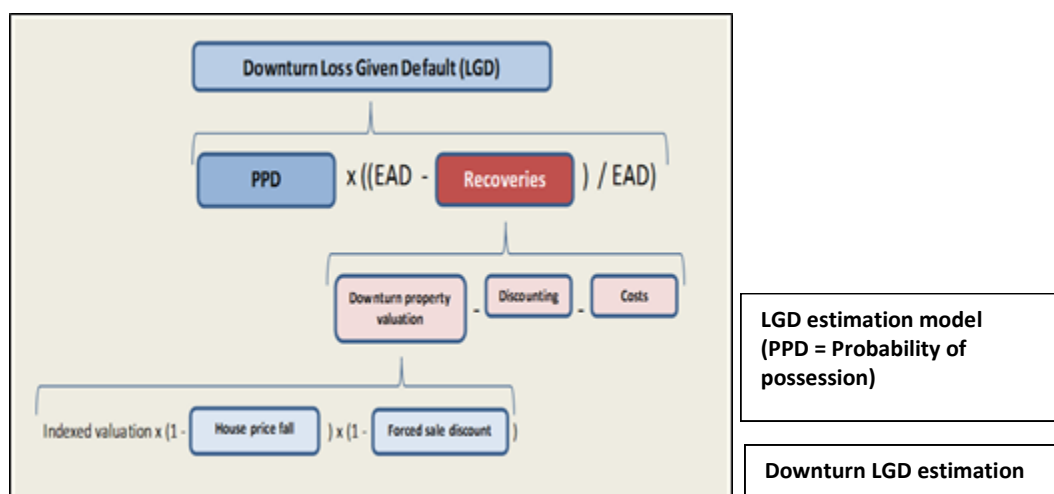 Downturn Loss Given Default (LGD)
PPD x ((EAD - Recoveries ) / EAD)
Downturn property
valuation
- Discounting - Costs
Indexed valuation x (1 - House price fall ) x (1 - Forced sale discount )
LGD estimation model
(PPD = Probability of
possession)
Downturn LGD estimation